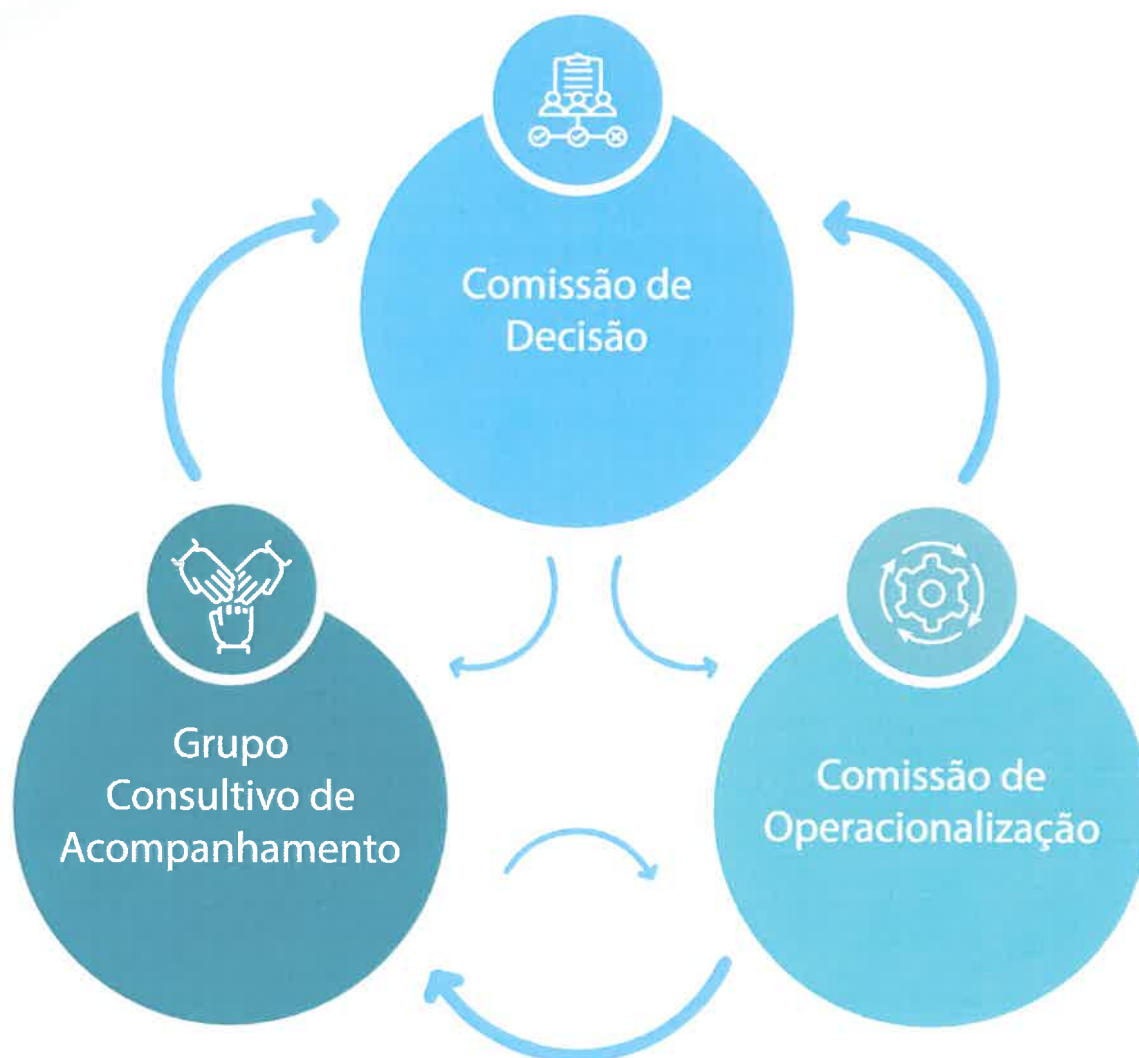 Comissão de
Decisão
Grupo
Consultivo de
Acompanhamento
Comissão de
Operacionalização